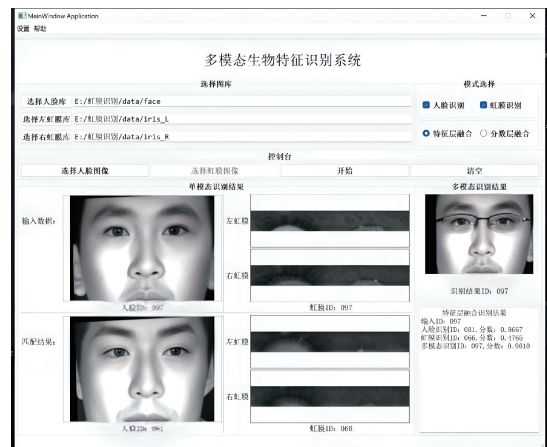 MainWindow Application
设置 帮助
多模态生物特征识别系统
选择图库
模式选择
选择人脸库 E:/虹膜识别/data/face
人脸识别 虹膜识别
选择左虹膜库 E:/虹膜识别/data/iris_L
选择右虹膜库 E:/虹膜识别/data/iris_R
特征层融合 分数层融合
控制台
选择人脸图像 选择虹膜图像 开始 清空
单模态识别结果
多模态识别结果
输入数据:
左虹膜
右虹膜
人脸ID: 097
虹膜ID: 097
识别结果ID: 097
匹配结果:
左虹膜
右虹膜
人脸ID: 081
虹膜ID: 066
特征层融合识别结果
输入ID: 097
人脸识别ID: 081,分数: 0.9667
虹膜识别ID: 066,分数: 0.4765
多模态识别ID: 097,分数: 0.9610